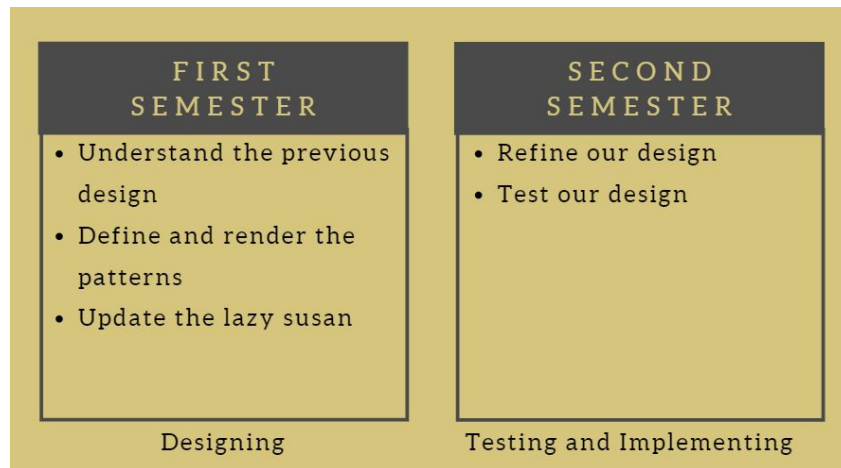 FIRST
SEMESTER
• Understand the previous
design
• Define and render the
patterns
• Update the lazy susan
Designing
SECOND
SEMESTER
• Refine our design
• Test our design
Testing and Implementing